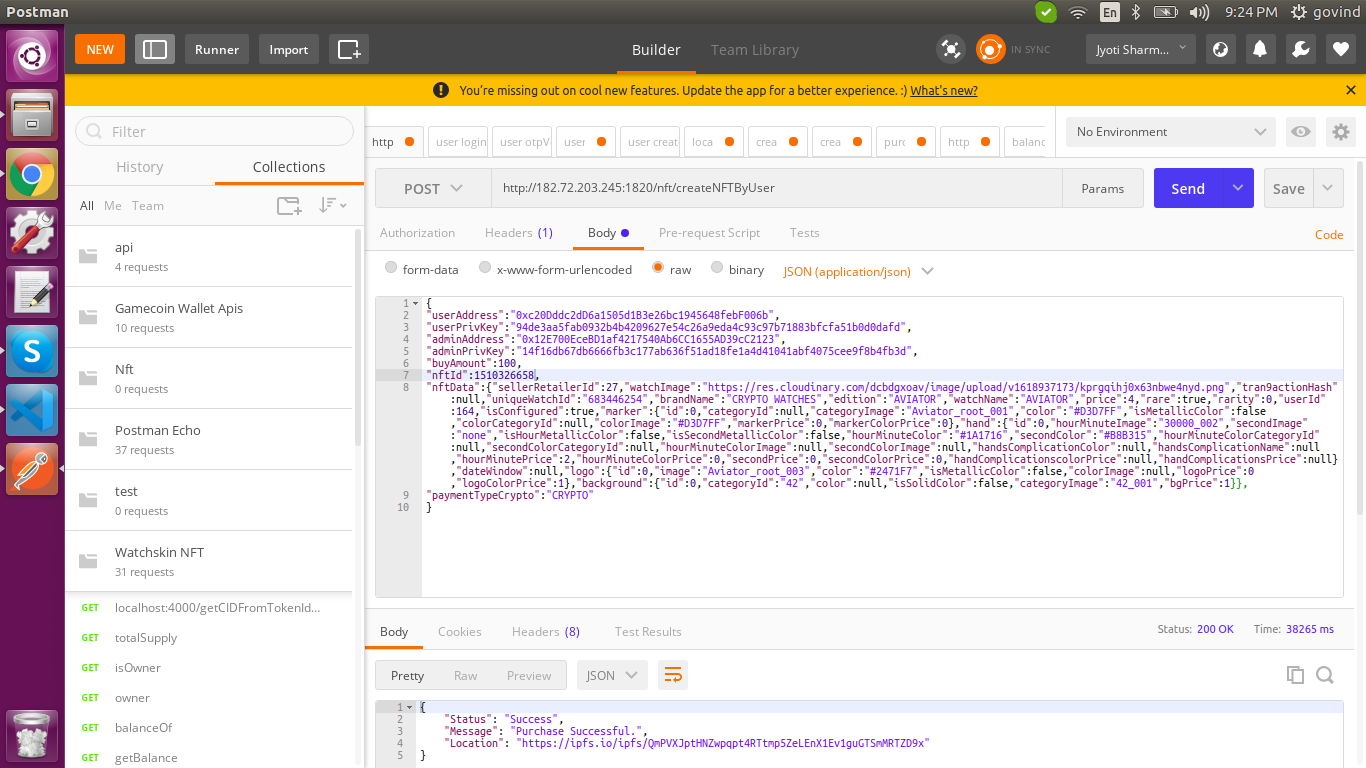 Postman
En
9:24 PM
govind
NEW
Runner
Import
Builder
Team Library
IN SYNC
Jyoti Sharm...
You're missing out on cool new features. Update the app for a better experience. :) What's new?
Filter
History
Collections
All Me Team
api
4 requests
Gamecoin Wallet Apis
10 requests
Nft
0 requests
Postman Echo
37 requests
test
0 requests
Watchskin NFT
31 requests
GET localhost:4000/getCIDFromTokenId...
GET totalSupply
GET isOwner
GET owner
GET balanceOf
GET getBalance
http
user login
user otpV
user
user creat
loca
crea
crea
purc
http
balanc
No Environment
POST
http://182.72.203.245:1820/nft/createNFTByUser
Params
Send
Save
Authorization
Headers (1)
Body
Pre-request Script
Tests
Code
form-data
x-www-form-urlencoded
raw
binary
JSON (application/json)
1 {
2 "userAddress":"0xc20Dddc2dD6a1505d1B3e26bc1945648febF006b",
3 "userPrivKey":"94de3aa5fab0932b4b4209627e54c26a9eda4c93c97b71883bfcfa51b0d0dafd",
4 "adminAddress":"0x12E700EceBD1af4217540Ab6CC1655AD39cC2123",
5 "adminPrivKey":"14f16db67db6666fb3c177ab636f51ad18fe1a4d41041abf4075cee9f8b4fb3d",
6 "buyAmount":100,
7 "nftId":1510326658,
8 "nftData":{"sellerRetailerId":27,"watchImage":"https://res.cloudinary.com/dcbdgxoav/image/upload/v1618937173/kprgqihj0x63nbwe4nyd.png","tran9actionHash"
:null,"uniqueWatchId":"683446254","brandName":"CRYPTO WATCHES","edition":"AVIATOR","watchName":"AVIATOR","price":4,"rare":true,"rarity":0,"userId"
:164,"isConfigured":true,"marker":{"id":0,"categoryId":null,"categoryImage":"Aviator_root_001","color":"#D3D7FF","isMetallicColor":false
,"colorCategoryId":null,"colorImage":"#D3D7FF","markerPrice":0,"markerColorPrice":0},"hand":{"id":0,"hourMinuteImage":"30000_002","secondImage"
:"none","isHourMetallicColor":false,"isSecondMetallicColor":false,"hourMinuteColor":"#1A1716","secondColor":"#B8B315","hourMinuteColorCategoryId"
:null,"secondColorCategoryId":null,"hourMinuteColorImage":null,"secondColorImage":null,"handsComplicationColor":null,"handsComplicationName":null
,"hourMinutePrice":2,"hourMinuteColorPrice":0,"secondPrice":0,"secondColorPrice":0,"handComplicationscolorPrice":null,"handComplicationsPrice":null}
,"dateWindow":null,"logo":{"id":0,"image":"Aviator_root_003","color":"#2471F7","isMetallicColor":false,"colorImage":null,"logoPrice":0
,"logoColorPrice":1},"background":{"id":0,"categoryId":"42","color":null,"isSolidColor":false,"categoryImage":"42_001","bgPrice":1}},
9 "paymentTypeCrypto":"CRYPTO"
10 }
Body
Cookies
Headers (8)
Test Results
Status: 200 OK
Time: 38265 ms
Pretty
Raw
Preview
JSON
1 {
2 "Status": "Success",
3 "Message": "Purchase Successful.",
4 "Location": "https://ipfs.io/ipfs/QmPVXJptHNZwpqpt4RTtmp5ZeLEnX1Ev1guGTSmMRTZD9x"
5 }